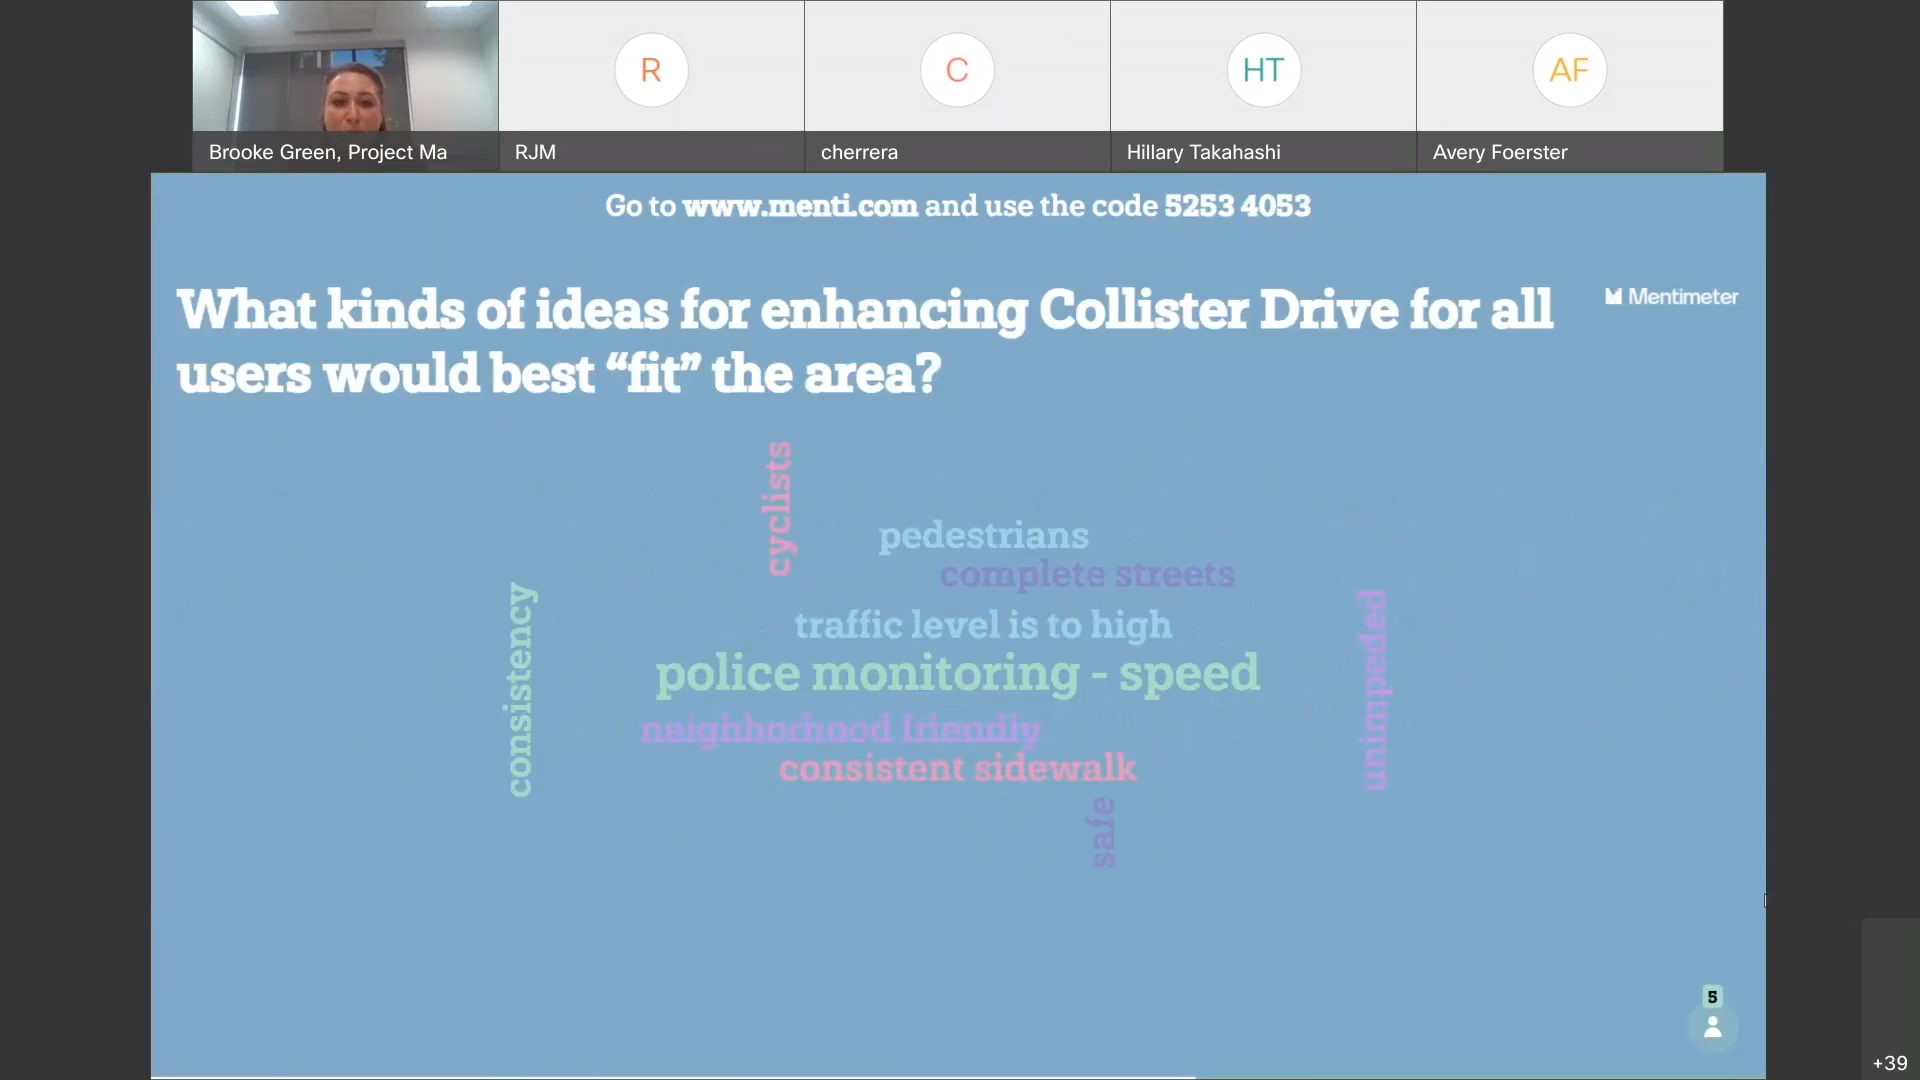 R
C
HT
AF
Brooke Green, Project Ma
RJM
cherrera
Hillary Takahashi
Avery Foerster
Go to www.menti.com and use the code 5253 4053
What kinds of ideas for enhancing Collister Drive for all
users would best “fit” the area?
Mentimeter
cyclists
pedestrians
complete streets
consistency
traffic level is to high
unimpeded
police monitoring - speed
neighborhood friendly
consistent sidewalk
safe
5
+39